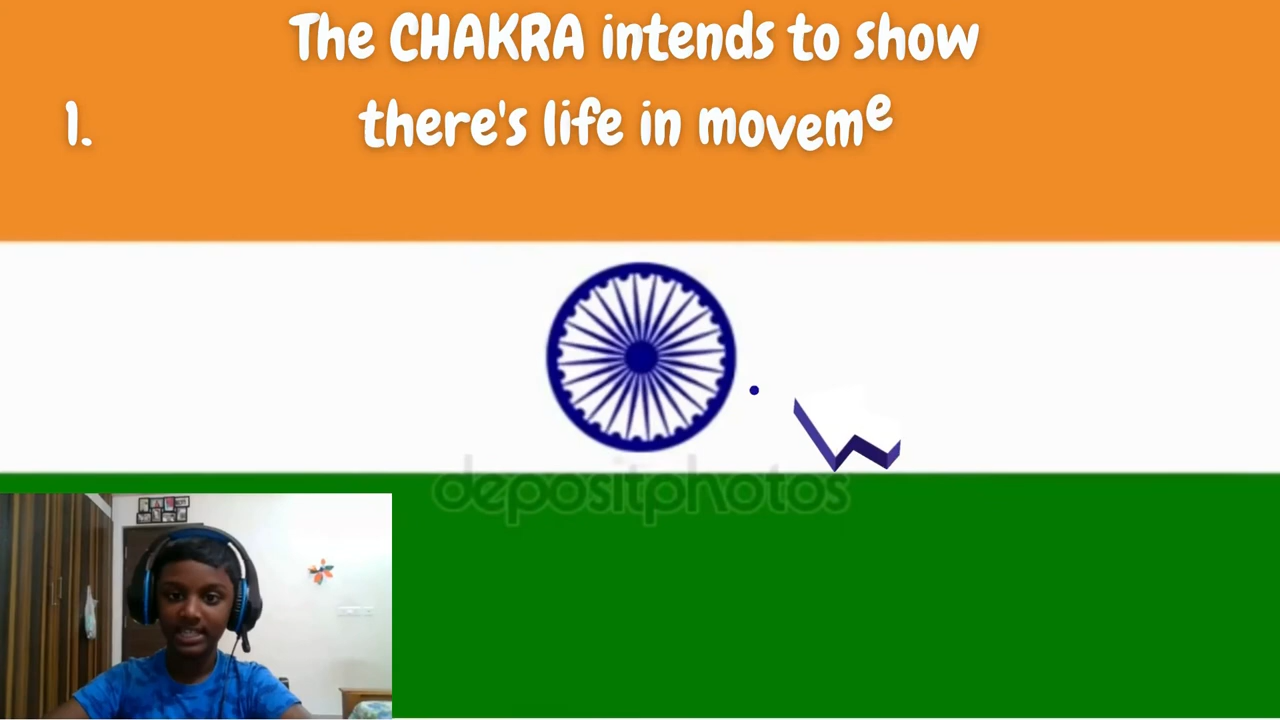 The CHAKRA intends to show
1. there's life in moveme
depositphotos